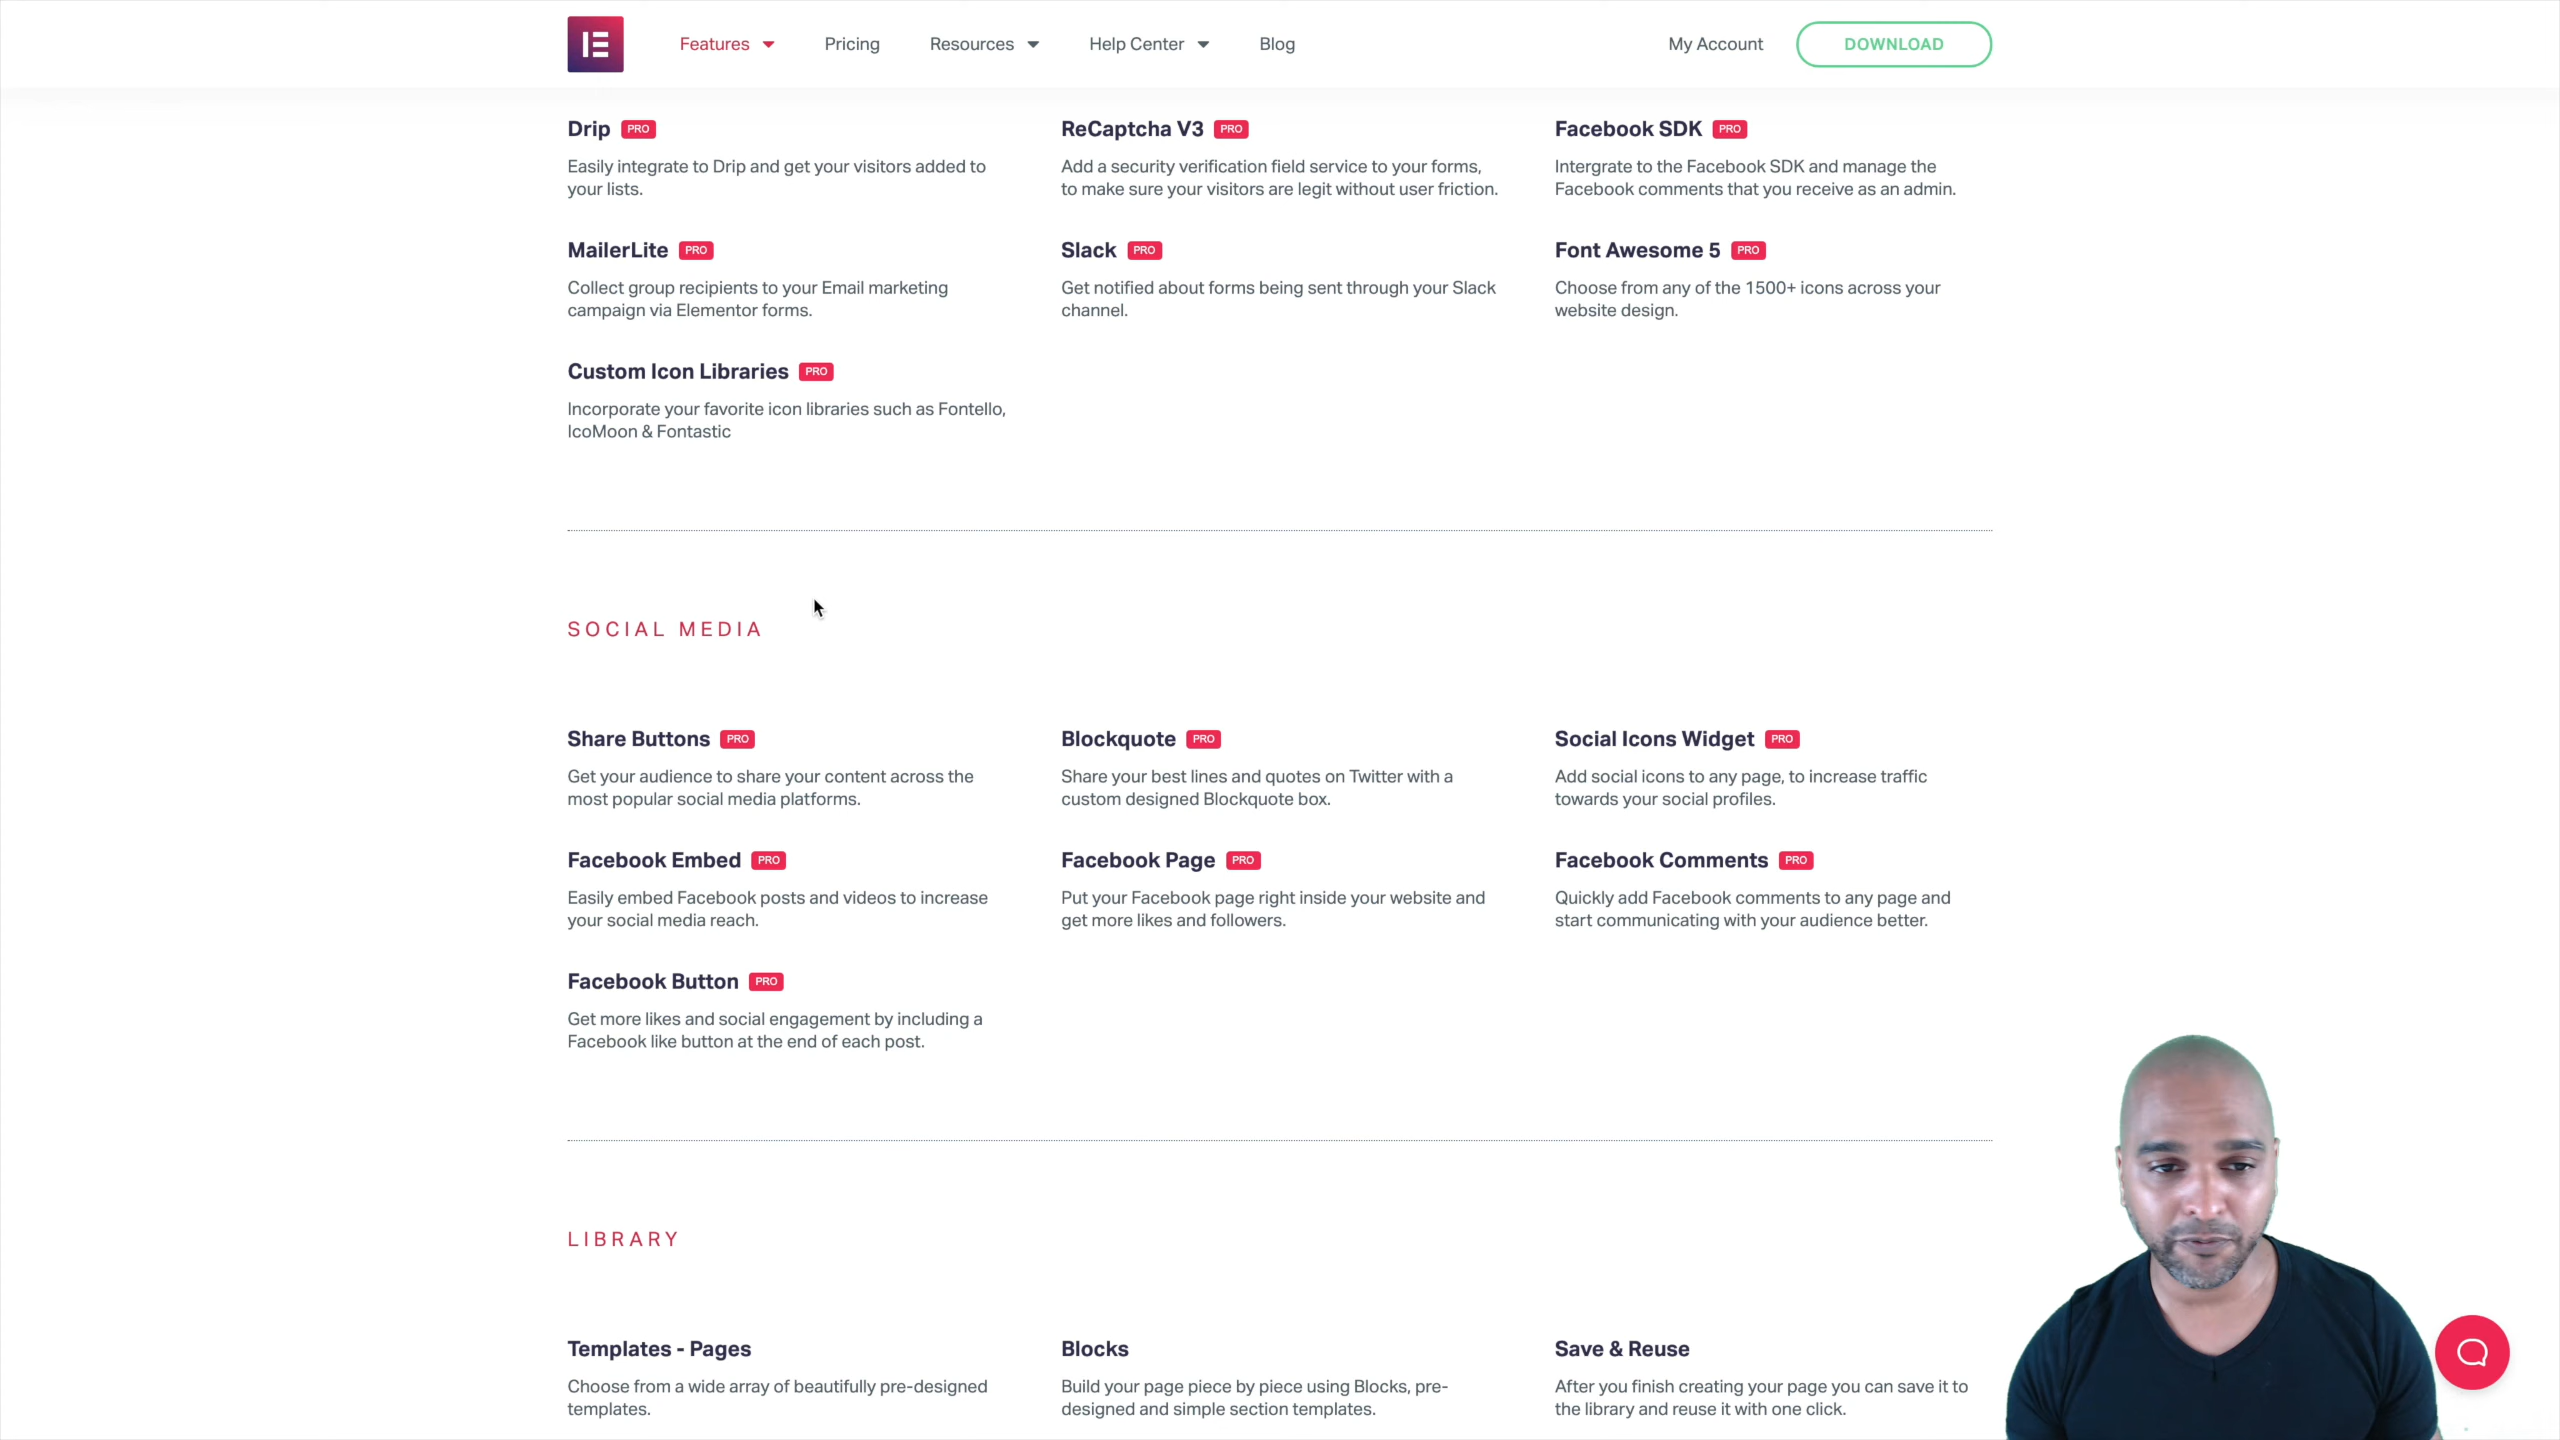 Features
Pricing
Resources
Help Center
Blog
My Account
DOWNLOAD
Drip PRO
Easily integrate to Drip and get your visitors added to
your lists.
ReCaptcha V3 PRO
Add a security verification field service to your forms,
to make sure your visitors are legit without user friction.
Facebook SDK PRO
Intergrate to the Facebook SDK and manage the
Facebook comments that you receive as an admin.
MailerLite PRO
Collect group recipients to your Email marketing
campaign via Elementor forms.
Slack PRO
Get notified about forms being sent through your Slack
channel.
Font Awesome 5 PRO
Choose from any of the 1500+ icons across your
website design.
Custom Icon Libraries PRO
Incorporate your favorite icon libraries such as Fontello,
IcoMoon & Fontastic
SOCIAL MEDIA
Share Buttons PRO
Get your audience to share your content across the
most popular social media platforms.
Blockquote PRO
Share your best lines and quotes on Twitter with a
custom designed Blockquote box.
Social Icons Widget PRO
Add social icons to any page, to increase traffic
towards your social profiles.
Facebook Embed PRO
Easily embed Facebook posts and videos to increase
your social media reach.
Facebook Page PRO
Put your Facebook page right inside your website and
get more likes and followers.
Facebook Comments PRO
Quickly add Facebook comments to any page and
start communicating with your audience better.
Facebook Button PRO
Get more likes and social engagement by including a
Facebook like button at the end of each post.
LIBRARY
Templates - Pages
Choose from a wide array of beautifully pre-designed
templates.
Blocks
Build your page piece by piece using Blocks, pre-
designed and simple section templates.
Save & Reuse
After you finish creating your page you can save it to
the library and reuse it with one click.